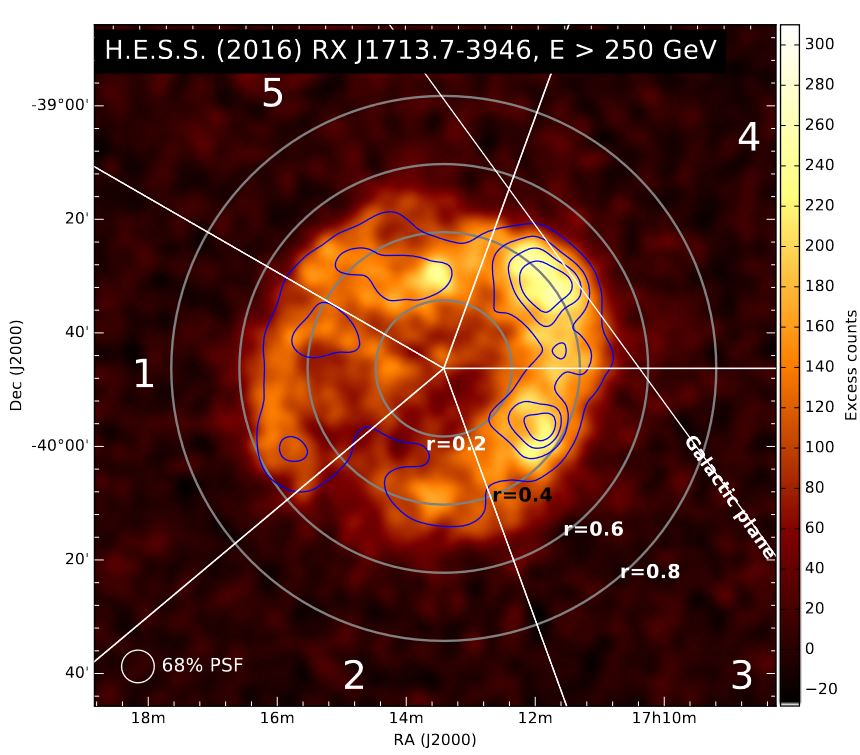 H.E.S.S. (2016) RX J1713.7-3946, E > 250 GeV
5
4
1
2
3
r=0.2
r=0.4
r=0.6
r=0.8
Galactic plane
68% PSF
-39°00'
20'
40'
-40°00'
20'
40'
Dec (J2000)
18m
16m
14m
12m
17h10m
RA (J2000)
300
280
260
240
220
200
180
160
140
120
100
80
60
40
20
0
−20
Excess counts